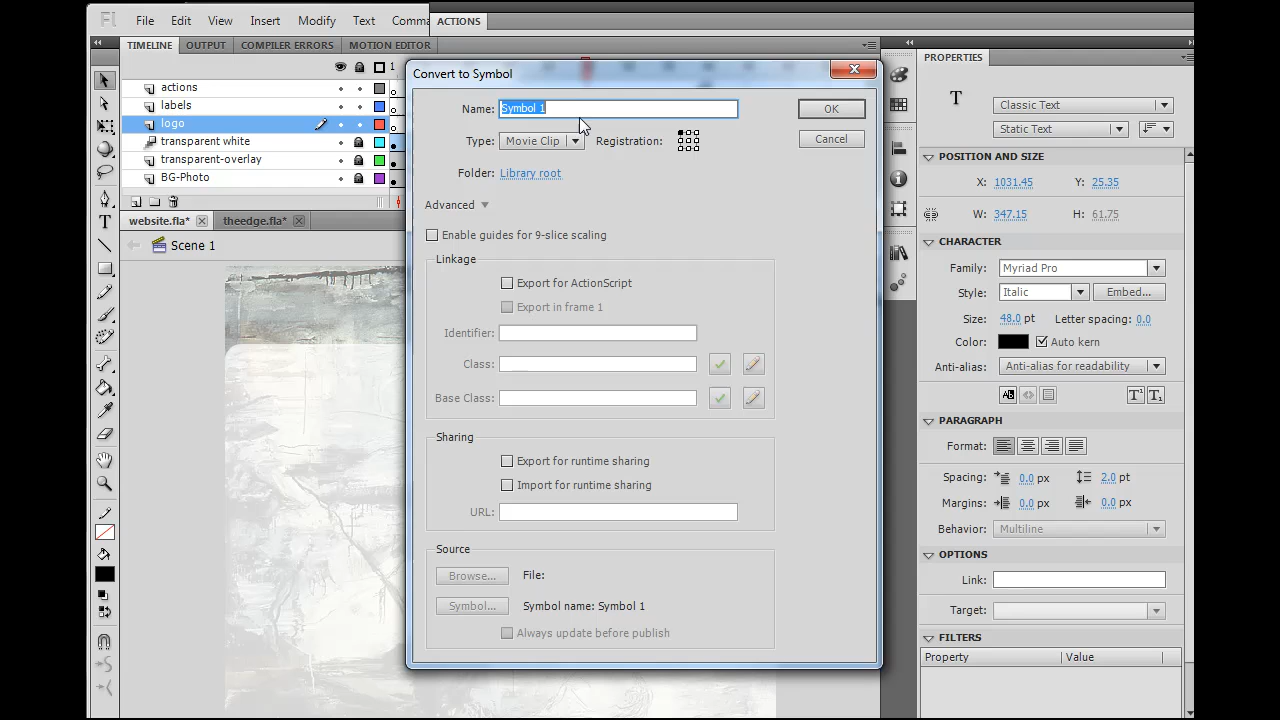 Fl File Edit View Insert Modify Text Comma ACTIONS
TIMELINE OUTPUT COMPILER ERRORS MOTION EDITOR
PROPERTIES
1
Convert to Symbol
actions
labels
logo
transparent white
transparent-overlay
BG-Photo
website.fla* theedge.fla*
Scene 1
Name: Symbol 1 OK
Type: Movie Clip Registration: Cancel
Folder: Library root
Advanced
Enable guides for 9-slice scaling
Linkage
Export for ActionScript
Export in frame 1
Identifier:
Class:
Base Class:
Sharing
Export for runtime sharing
Import for runtime sharing
URL:
Source
Browse... File:
Symbol... Symbol name: Symbol 1
Always update before publish
T Classic Text
Static Text
POSITION AND SIZE
X: 1031.45 Y: 25.35
W: 347.15 H: 61.75
CHARACTER
Family: Myriad Pro
Style: Italic Embed...
Size: 48.0 pt Letter spacing: 0.0
Color: Auto kern
Anti-alias: Anti-alias for readability
PARAGRAPH
Format:
Spacing: 0.0 px 2.0 pt
Margins: 0.0 px 0.0 px
Behavior: Multiline
OPTIONS
Link:
Target:
FILTERS
Property Value